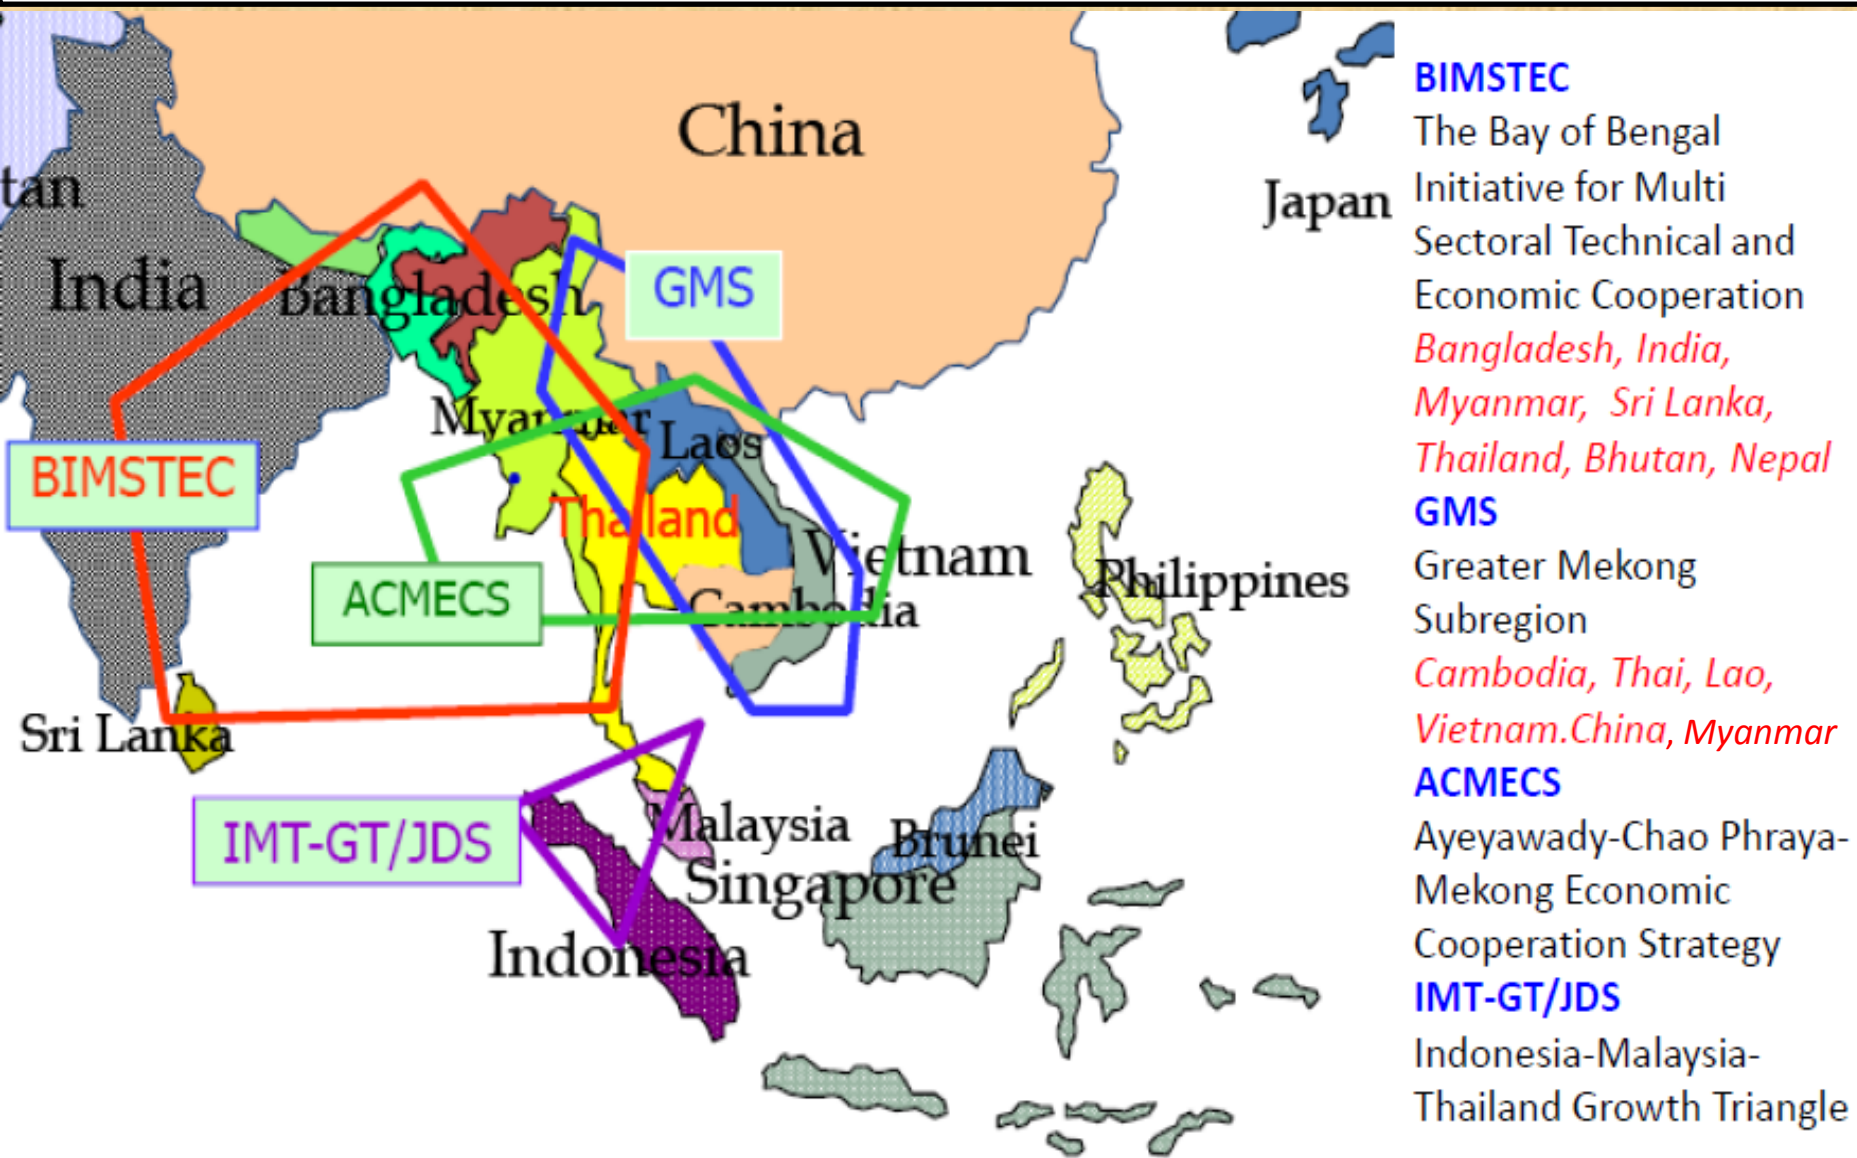 China
tan
Japan
India
Bangladesh
GMS
Myanmar
Laos
BIMSTEC
Thailand
Vietnam
ACMECS
Cambodia
Philippines
Sri Lanka
IMT-GT/JDS
Malaysia
Brunei
Singapore
Indonesia
BIMSTEC
The Bay of Bengal
Initiative for Multi
Sectoral Technical and
Economic Cooperation
Bangladesh, India,
Myanmar, Sri Lanka,
Thailand, Bhutan, Nepal
GMS
Greater Mekong
Subregion
Cambodia, Thai, Lao,
Vietnam.China, Myanmar
ACMECS
Ayeyawady-Chao Phraya-
Mekong Economic
Cooperation Strategy
IMT-GT/JDS
Indonesia-Malaysia-
Thailand Growth Triangle